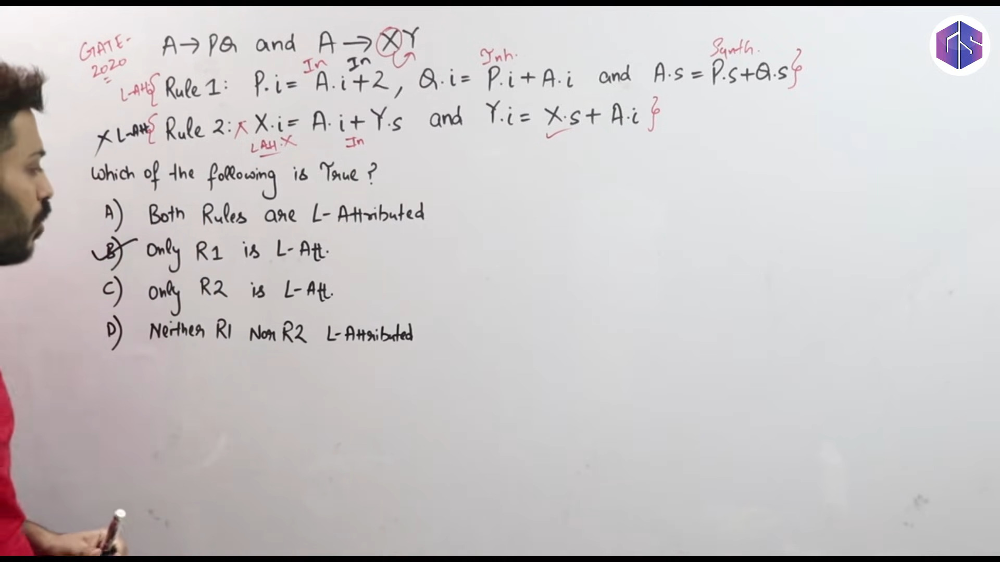 GATE-2020
A → PQ and A → XY
In In Inh. Synth.
L-Att { Rule 1: P.i = A.i+2, Q.i = P.i + A.i and A.s = P.s+Q.s }
X L-Att { Rule 2: X X.i = A.i + Y.s and Y.i = X.s + A.i }
L Att. X In
Which of the following is True?
A) Both Rules are L-Attributed
B) Only R1 is L-Att.
C) Only R2 is L-Att.
D) Neither R1 Nor R2 L-Attributed
GS